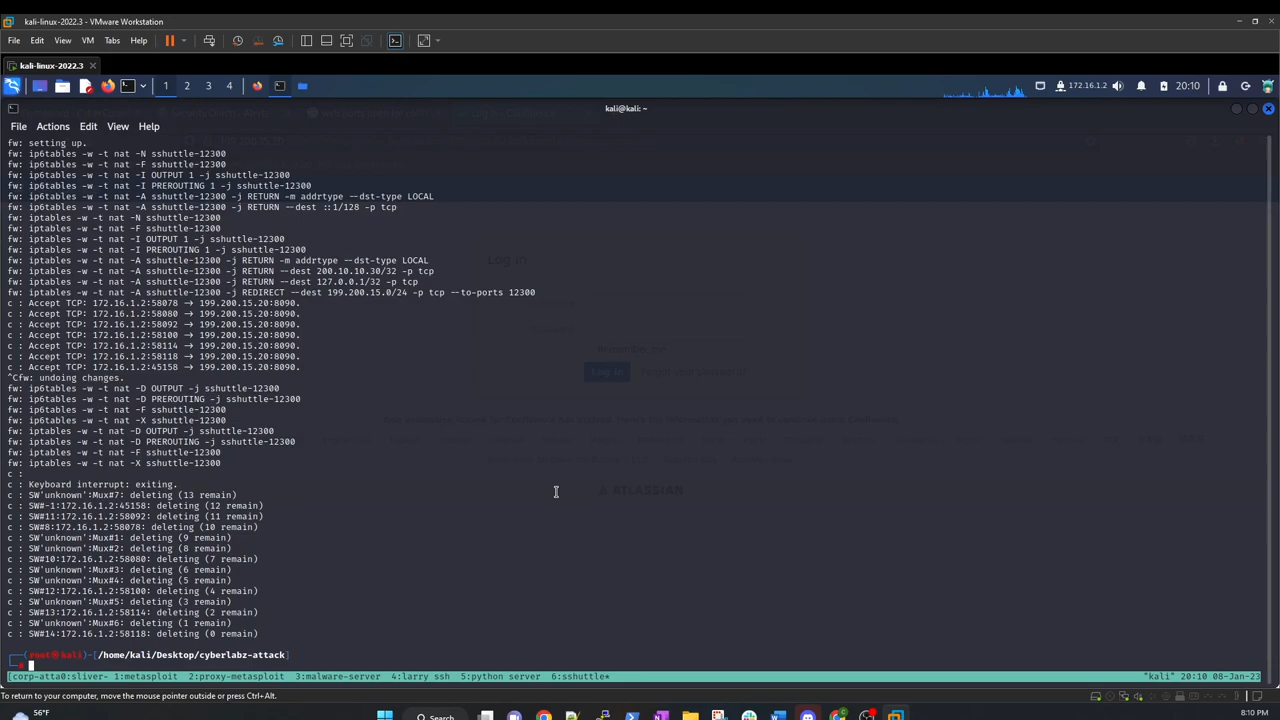 kali-linux-2022.3 - VMware Workstation
File Edit View VM Tabs Help
kali-linux-2022.3
1 2 3 4 172.16.1.2 20:10
kali@kali: ~
File Actions Edit View Help
fw: setting up.
fw: ip6tables -w -t nat -N sshuttle-12300
fw: ip6tables -w -t nat -F sshuttle-12300
fw: ip6tables -w -t nat -I OUTPUT 1 -j sshuttle-12300
fw: ip6tables -w -t nat -I PREROUTING 1 -j sshuttle-12300
fw: ip6tables -w -t nat -A sshuttle-12300 -j RETURN -m addrtype --dst-type LOCAL
fw: ip6tables -w -t nat -A sshuttle-12300 -j RETURN --dest ::1/128 -p tcp
fw: iptables -w -t nat -N sshuttle-12300
fw: iptables -w -t nat -F sshuttle-12300
fw: iptables -w -t nat -I OUTPUT 1 -j sshuttle-12300
fw: iptables -w -t nat -I PREROUTING 1 -j sshuttle-12300
fw: iptables -w -t nat -A sshuttle-12300 -j RETURN -m addrtype --dst-type LOCAL
fw: iptables -w -t nat -A sshuttle-12300 -j RETURN --dest 200.10.10.30/32 -p tcp
fw: iptables -w -t nat -A sshuttle-12300 -j RETURN --dest 127.0.0.1/32 -p tcp
fw: iptables -w -t nat -A sshuttle-12300 -j REDIRECT --dest 199.200.15.0/24 -p tcp --to-ports 12300
c : Accept TCP: 172.16.1.2:58078 → 199.200.15.20:8090.
c : Accept TCP: 172.16.1.2:58080 → 199.200.15.20:8090.
c : Accept TCP: 172.16.1.2:58092 → 199.200.15.20:8090.
c : Accept TCP: 172.16.1.2:58100 → 199.200.15.20:8090.
c : Accept TCP: 172.16.1.2:58114 → 199.200.15.20:8090.
c : Accept TCP: 172.16.1.2:58118 → 199.200.15.20:8090.
c : Accept TCP: 172.16.1.2:45158 → 199.200.15.20:8090.
^Cfw: undoing changes.
fw: ip6tables -w -t nat -D OUTPUT -j sshuttle-12300
fw: ip6tables -w -t nat -D PREROUTING -j sshuttle-12300
fw: ip6tables -w -t nat -F sshuttle-12300
fw: ip6tables -w -t nat -X sshuttle-12300
fw: iptables -w -t nat -D OUTPUT -j sshuttle-12300
fw: iptables -w -t nat -D PREROUTING -j sshuttle-12300
fw: iptables -w -t nat -F sshuttle-12300
fw: iptables -w -t nat -X sshuttle-12300
c :
c : Keyboard interrupt: exiting.
c : SW'unknown':Mux#7: deleting (13 remain)
c : SW#-1:172.16.1.2:45158: deleting (12 remain)
c : SW#11:172.16.1.2:58092: deleting (11 remain)
c : SW#8:172.16.1.2:58078: deleting (10 remain)
c : SW'unknown':Mux#1: deleting (9 remain)
c : SW'unknown':Mux#2: deleting (8 remain)
c : SW#10:172.16.1.2:58080: deleting (7 remain)
c : SW'unknown':Mux#3: deleting (6 remain)
c : SW'unknown':Mux#4: deleting (5 remain)
c : SW#12:172.16.1.2:58100: deleting (4 remain)
c : SW'unknown':Mux#5: deleting (3 remain)
c : SW#13:172.16.1.2:58114: deleting (2 remain)
c : SW'unknown':Mux#6: deleting (1 remain)
c : SW#14:172.16.1.2:58118: deleting (0 remain)
Log in
Remember me
Log in Forgot your password?
ATLASSIAN
(root㉿kali)-[/home/kali/Desktop/cyberlabz-attack]
#
[corp-atta0:sliver- 1:metasploit 2:proxy-metasploit 3:malware-server 4:larry ssh 5:python server 6:sshuttle* "kali" 20:10 08-Jan-23
To return to your computer, move the mouse pointer outside or press Ctrl+Alt.
56°F
Search
8:10 PM